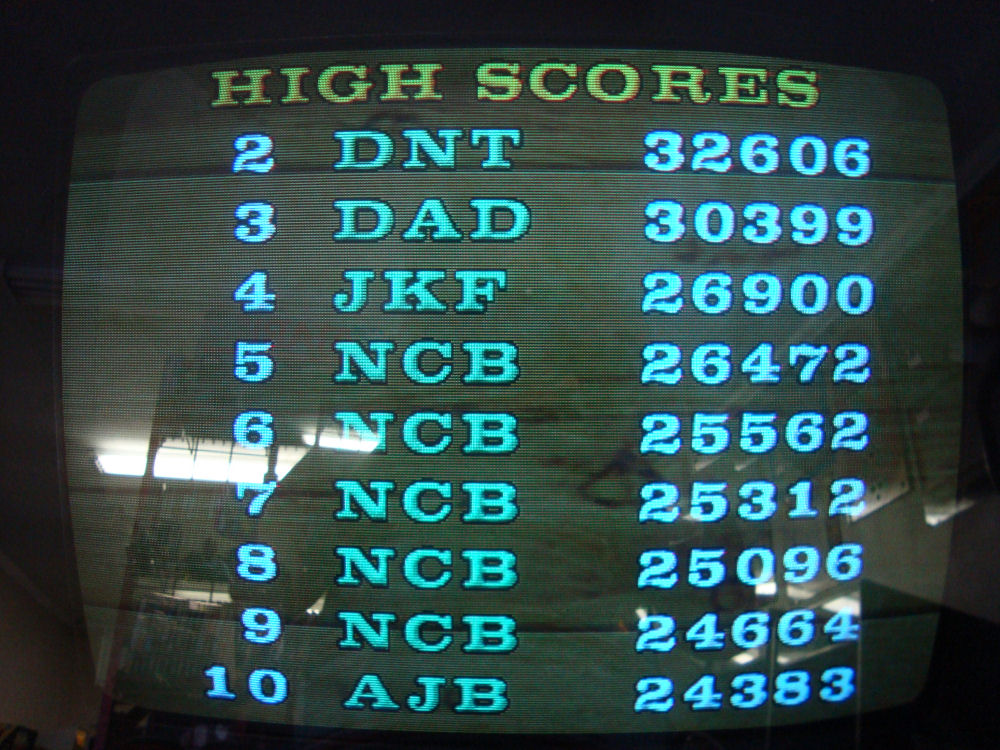 HIGH SCORES
2 DNT 32606
3 DAD 30399
4 JKF 26900
5 NCB 26472
6 NCB 25562
7 NCB 25312
8 NCB 25096
9 NCB 24664
10 AJB 24383